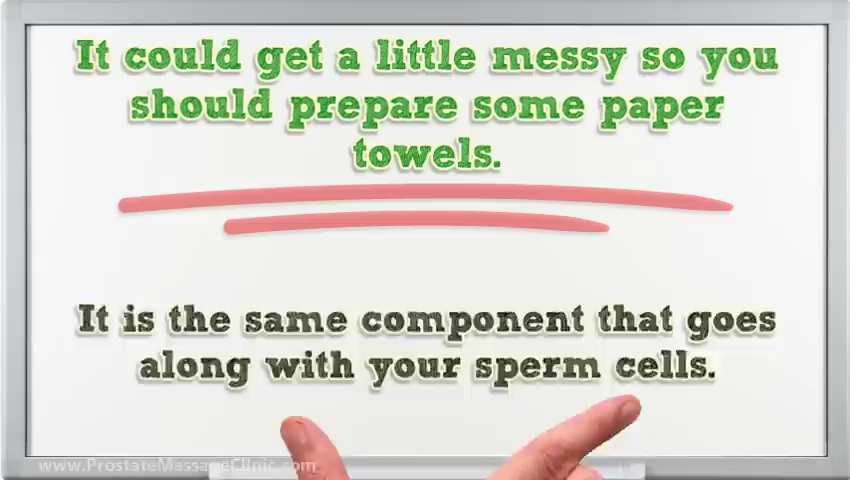 It could get a little messy so you
should prepare some paper
towels.
It is the same component that goes
along with your sperm cells.
www.ProstateMassageClinic.com